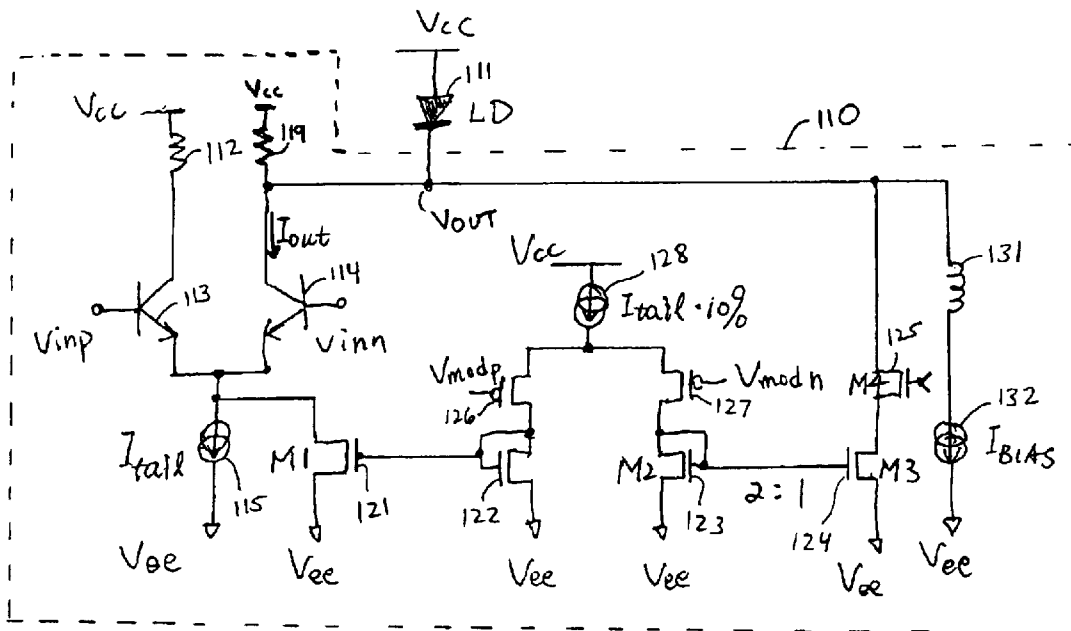 Vcc
111
LD
110
Vcc
Vcc
112
119
VOUT
Iout
Vcc
128
131
114
113
Itail·10%
Vinp
Vinn
125
Vmodp
Vmodn
M4
126
127
132
Itail
M1
M2
M3
IBIAS
2:1
115
121
122
123
124
Vee
Vee
Vee
Vee
Vee
Vee